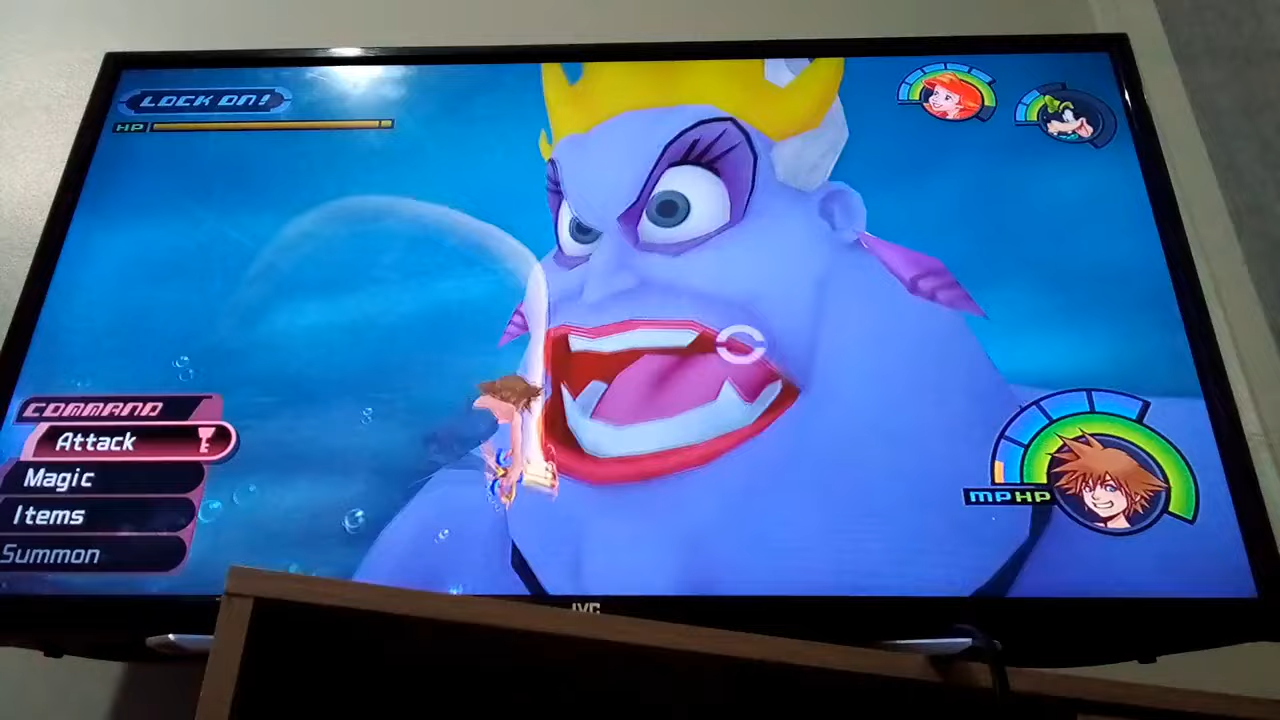 LOCK ON!
HP
COMMAND
Attack
Magic
Items
Summon
MP HP
JVC